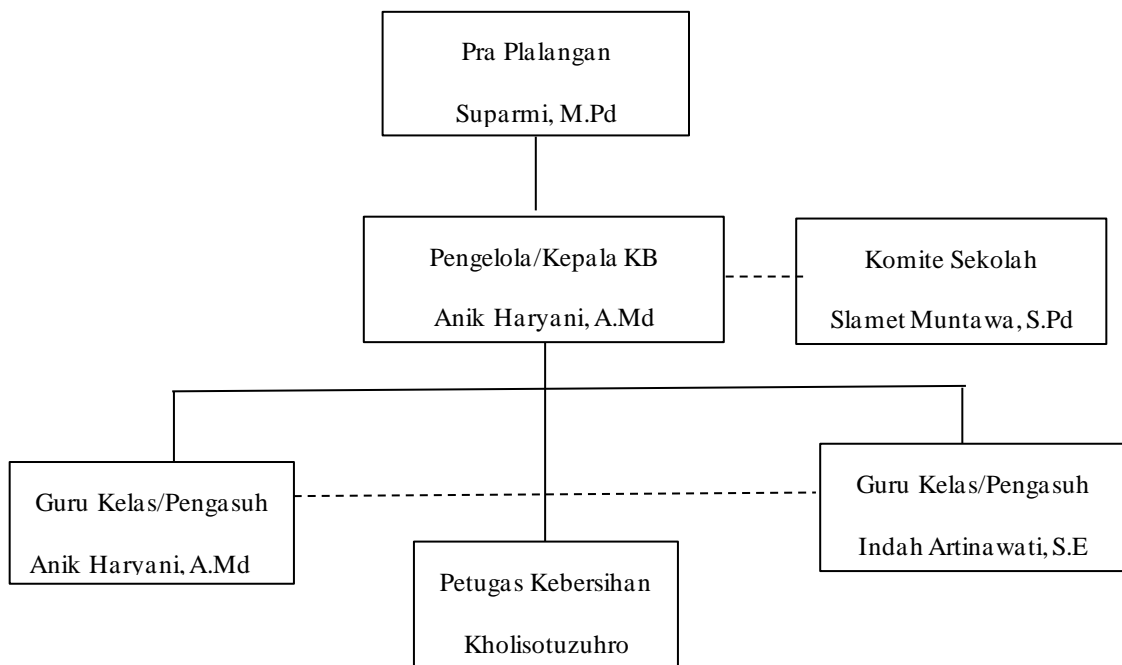 Pra Plalangan
Suparmi, M.Pd
Pengelola/Kepala KB
Anik Haryani, A.Md
Komite Sekolah
Slamet Muntawa, S.Pd
Guru Kelas/Pengasuh
Anik Haryani, A.Md
Guru Kelas/Pengasuh
Indah Artinawati, S.E
Petugas Kebersihan
Kholisotuzuhro